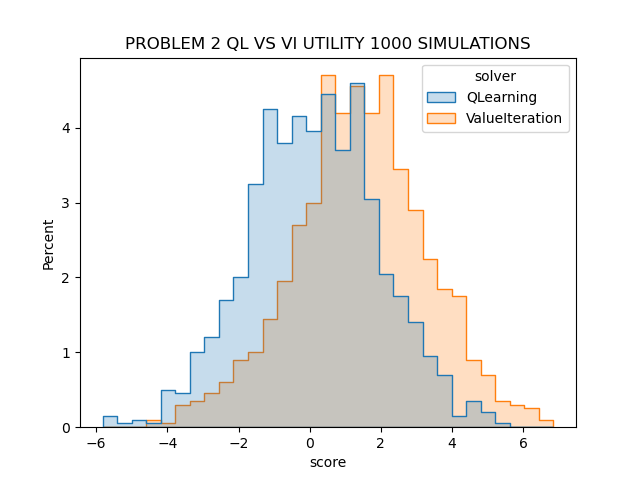 PROBLEM 2 QL VS VI UTILITY 1000 SIMULATIONS
solver
QLearning
ValueIteration
4
3
2
1
0
Percent
−6
−4
−2
0
2
4
6
score